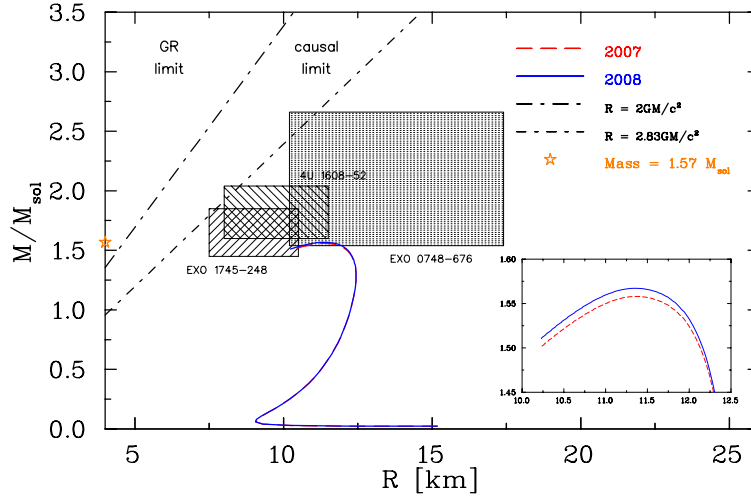 3.5
3.0
2.5
2.0
1.5
1.0
0.5
0.0
M/M_sol
GR
limit
causal
limit
2007
2008
R = 2GM/c²
R = 2.83GM/c²
Mass = 1.57 M_sol
4U 1608−52
EXO 1745−248
EXO 0748−676
1.60
1.55
1.50
1.45
10.0 10.5 11.0 11.5 12.0 12.5
5 10 15 20 25
R [km]